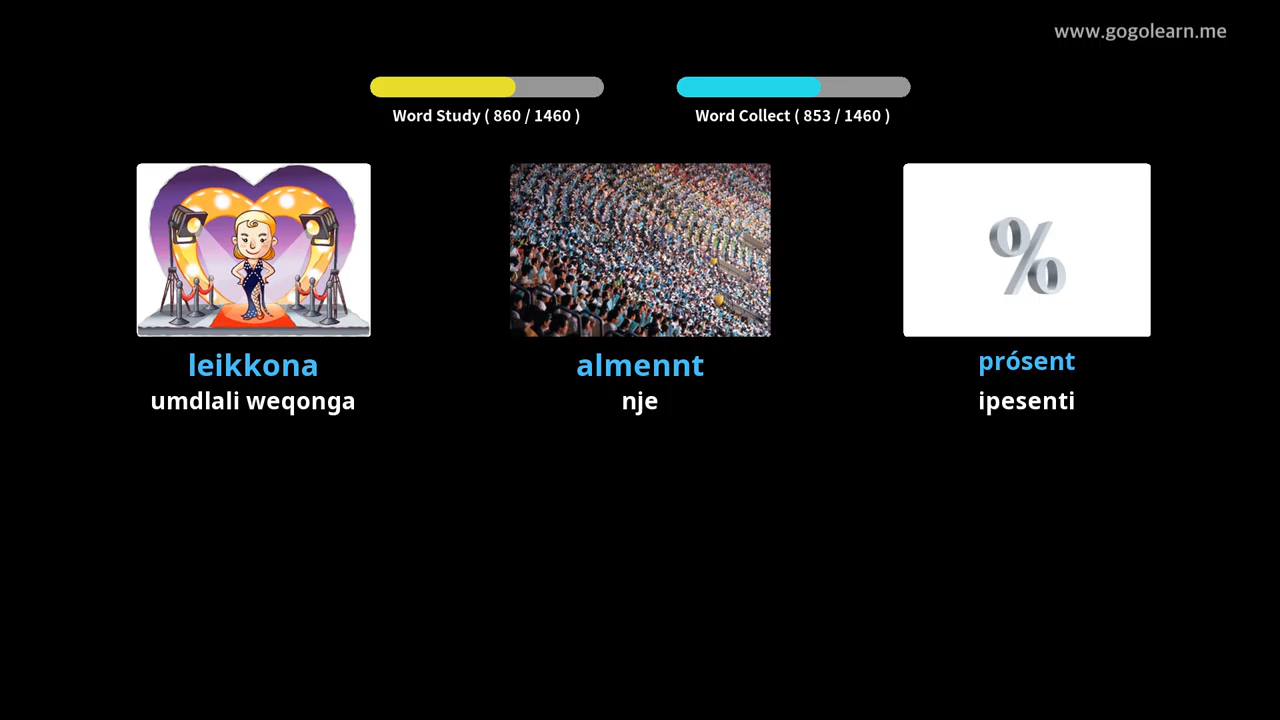 www.gogolearn.me
Word Study ( 860 / 1460 )
Word Collect ( 853 / 1460 )
leikkona
umdlali weqonga
almennt
nje
prósent
ipesenti